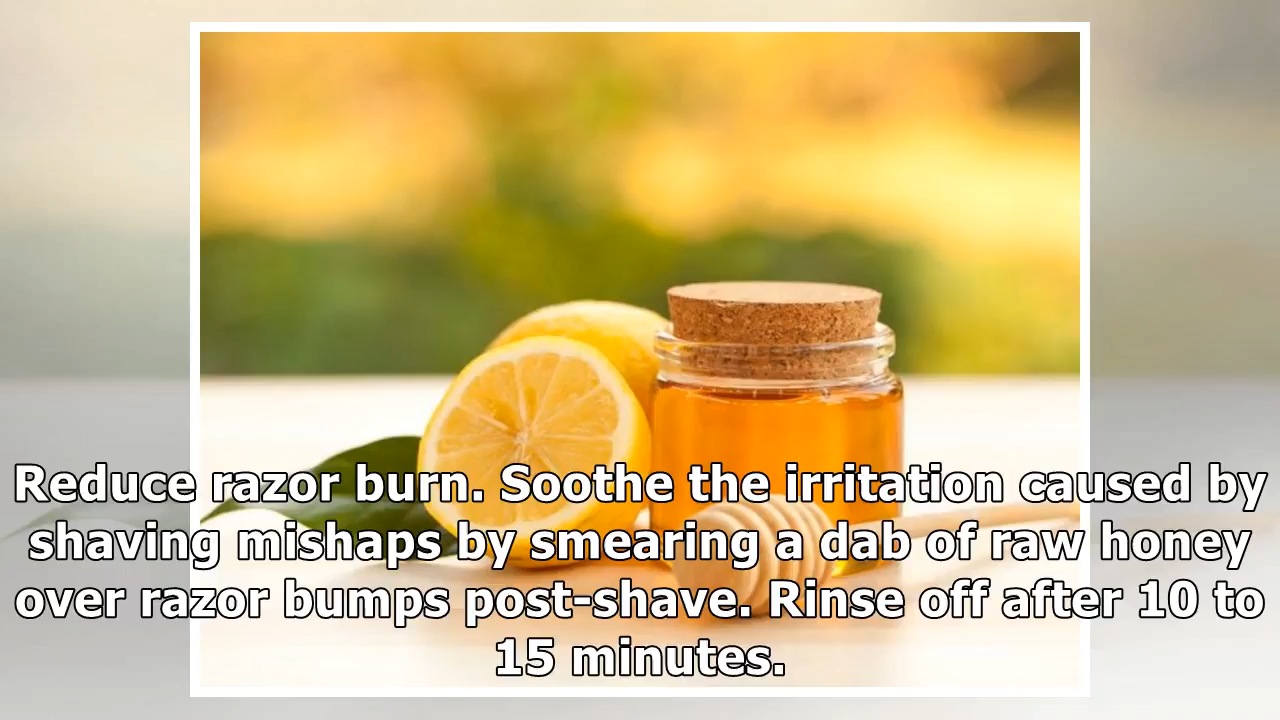 Reduce razor burn. Soothe the irritation caused by
shaving mishaps by smearing a dab of raw honey
over razor bumps post-shave. Rinse off after 10 to
15 minutes.